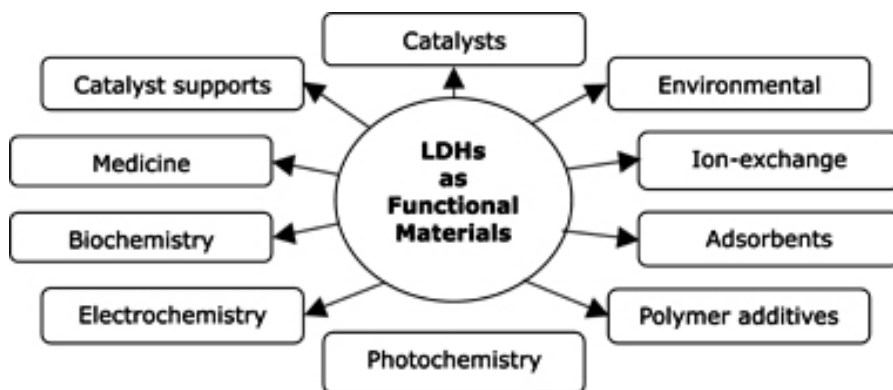 Catalysts
Catalyst supports
Environmental
LDHs
as
Functional
Materials
Medicine
Ion-exchange
Biochemistry
Adsorbents
Electrochemistry
Polymer additives
Photochemistry